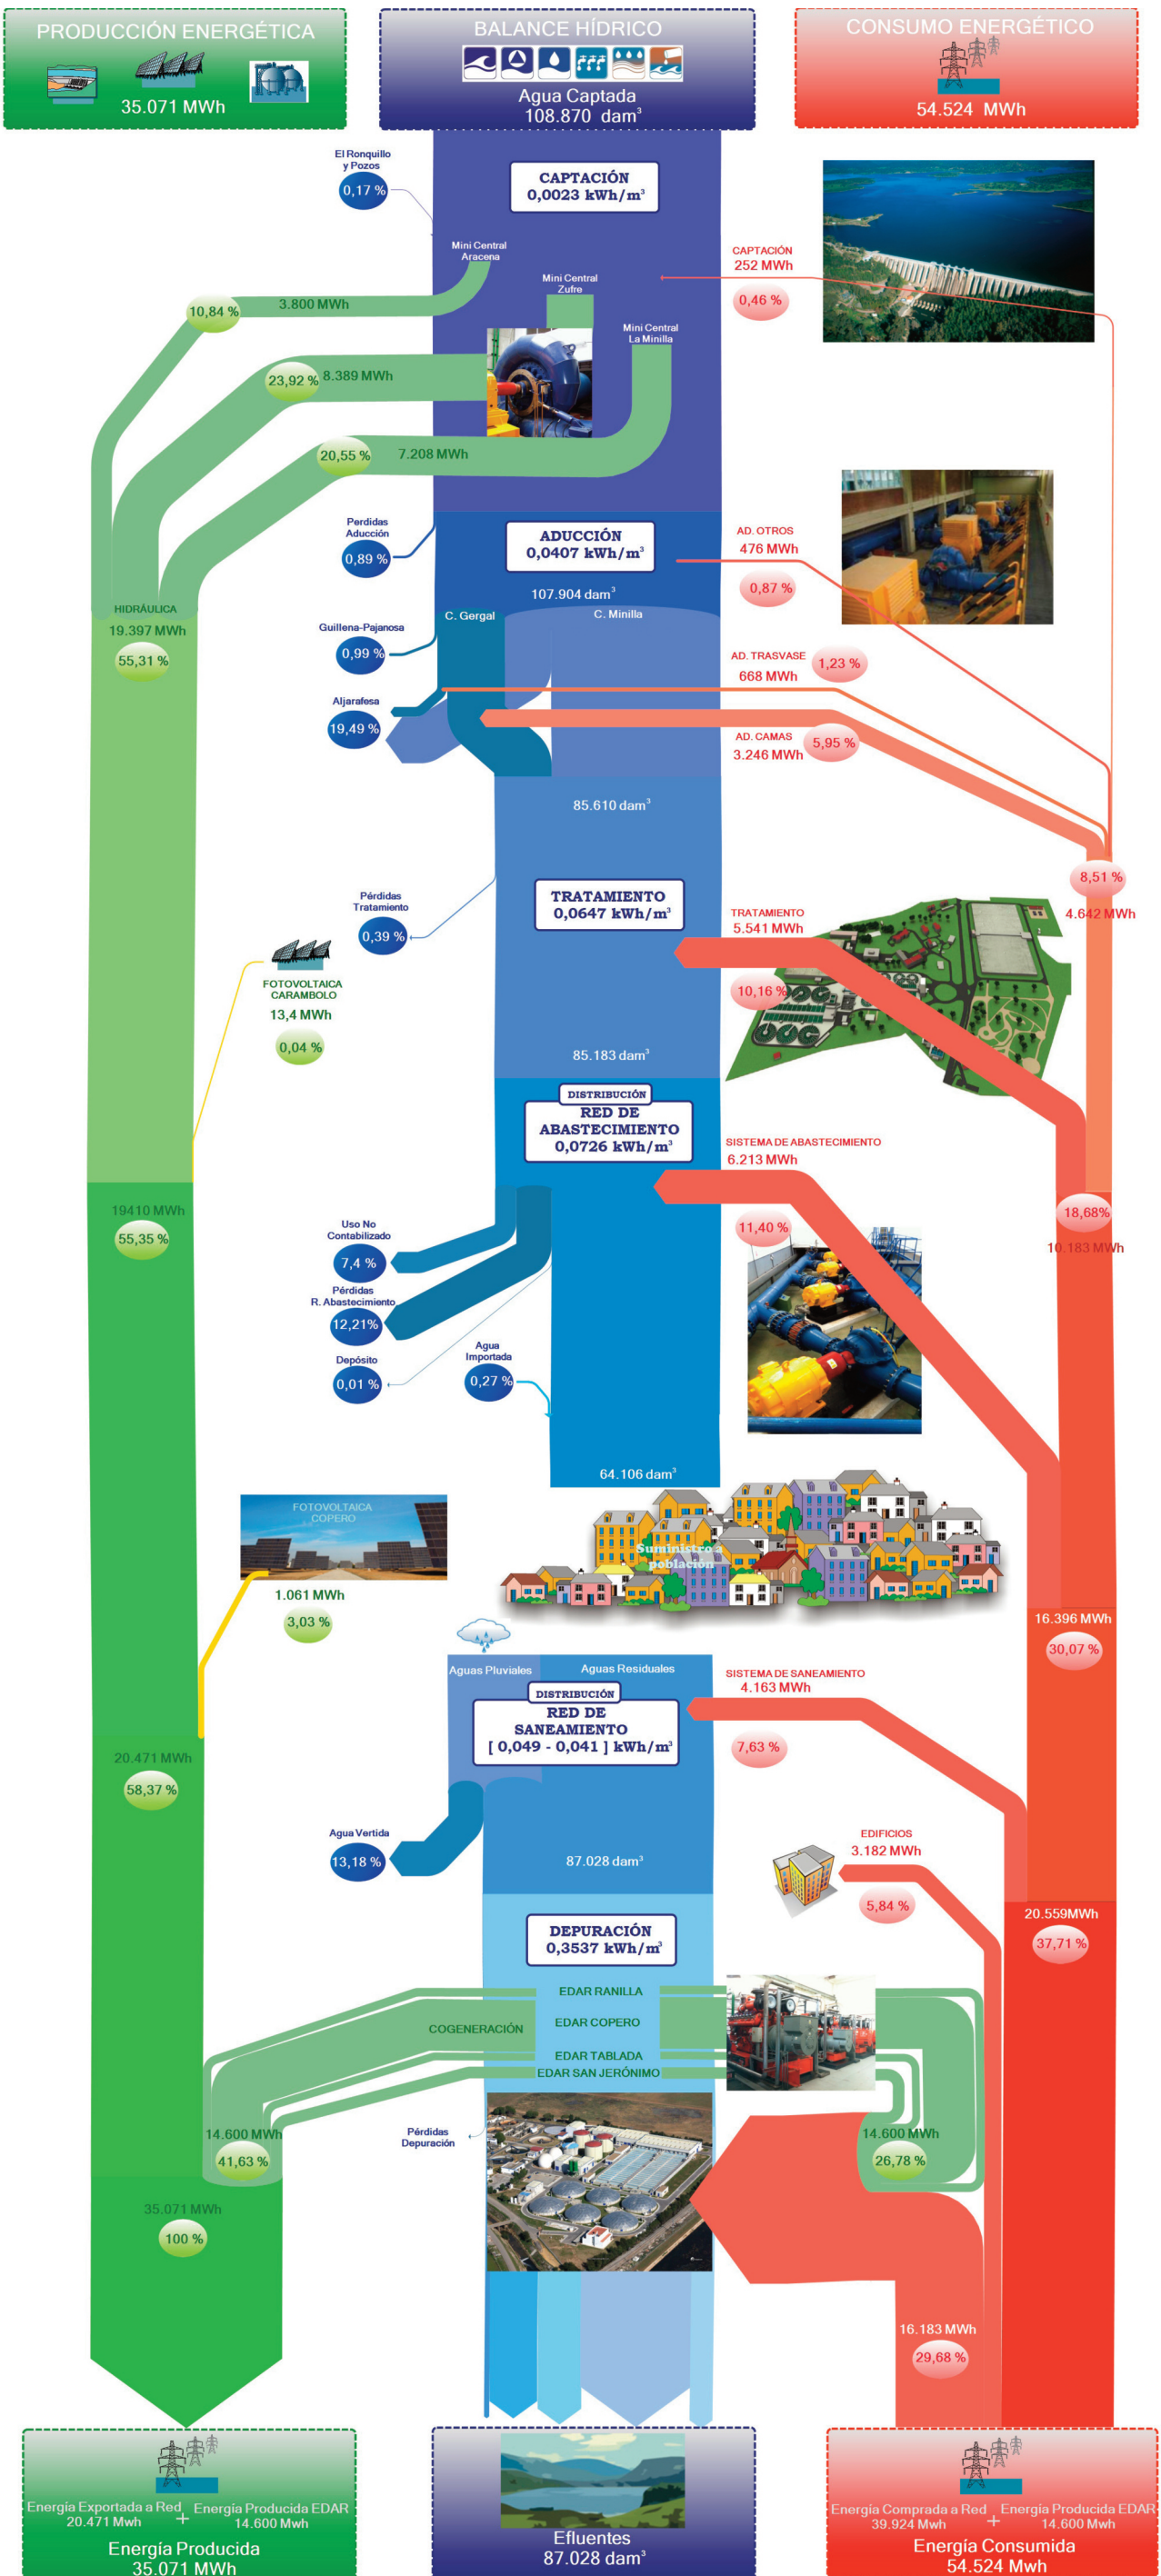 PRODUCCIÓN ENERGÉTICA
35.071 MWh
BALANCE HÍDRICO
Agua Captada
108.870 dam³
CONSUMO ENERGÉTICO
54.524 MWh
El Ronquillo
y Pozos
0,17 %
CAPTACIÓN
0,0023 kWh/m³
Mini Central
Aracena
Mini Central
Zufre
Mini Central
La Minilla
CAPTACIÓN
252 MWh
0,46 %
10,84 %
3.800 MWh
23,92 %
8.389 MWh
20,55 %
7.208 MWh
Perdidas
Aducción
0,89 %
ADUCCIÓN
0,0407 kWh/m³
107.904 dam³
AD. OTROS
476 MWh
0,87 %
C. Gergal
C. Minilla
HIDRÁULICA
19.397 MWh
55,31 %
Guillena-Pajanosa
0,99 %
AD. TRASVASE
668 MWh
1,23 %
Aljarafesa
19,49 %
AD. CAMAS
3.246 MWh
5,95 %
85.610 dam³
8,51 %
4.642 MWh
Pérdidas
Tratamiento
0,39 %
TRATAMIENTO
0,0647 kWh/m³
TRATAMIENTO
5.541 MWh
10,16 %
FOTOVOLTAICA
CARAMBOLO
13,4 MWh
0,04 %
85.183 dam³
DISTRIBUCIÓN
RED DE
ABASTECIMIENTO
0,0726 kWh/m³
SISTEMA DE ABASTECIMIENTO
6.213 MWh
11,40 %
19410 MWh
55,35 %
18,68%
10.183 MWh
Uso No
Contabilizado
7,4 %
Pérdidas
R. Abastecimiento
12,21%
Depósito
0,01 %
Agua
Importada
0,27 %
64.106 dam³
Suministro a
población
FOTOVOLTAICA
COPERO
1.061 MWh
3,03 %
16.396 MWh
30,07 %
Aguas Pluviales
Aguas Residuales
DISTRIBUCIÓN
RED DE
SANEAMIENTO
[ 0,049 - 0,041 ] kWh/m³
SISTEMA DE SANEAMIENTO
4.163 MWh
7,63 %
20.471 MWh
58,37 %
Agua Vertida
13,18 %
87.028 dam³
EDIFICIOS
3.182 MWh
5,84 %
20.559MWh
37,71 %
DEPURACIÓN
0,3537 kWh/m³
COGENERACIÓN
EDAR RANILLA
EDAR COPERO
EDAR TABLADA
EDAR SAN JERÓNIMO
Pérdidas
Depuración
14.600 MWh
41,63 %
14.600 MWh
26,78 %
35.071 MWh
100 %
16.183 MWh
29,68 %
Energía Exportada a Red
20.471 Mwh
+
Energía Producida EDAR
14.600 Mwh
Energía Producida
35.071 MWh
Efluentes
87.028 dam³
Energía Comprada a Red
39.924 Mwh
+
Energía Producida EDAR
14.600 Mwh
Energía Consumida
54.524 Mwh